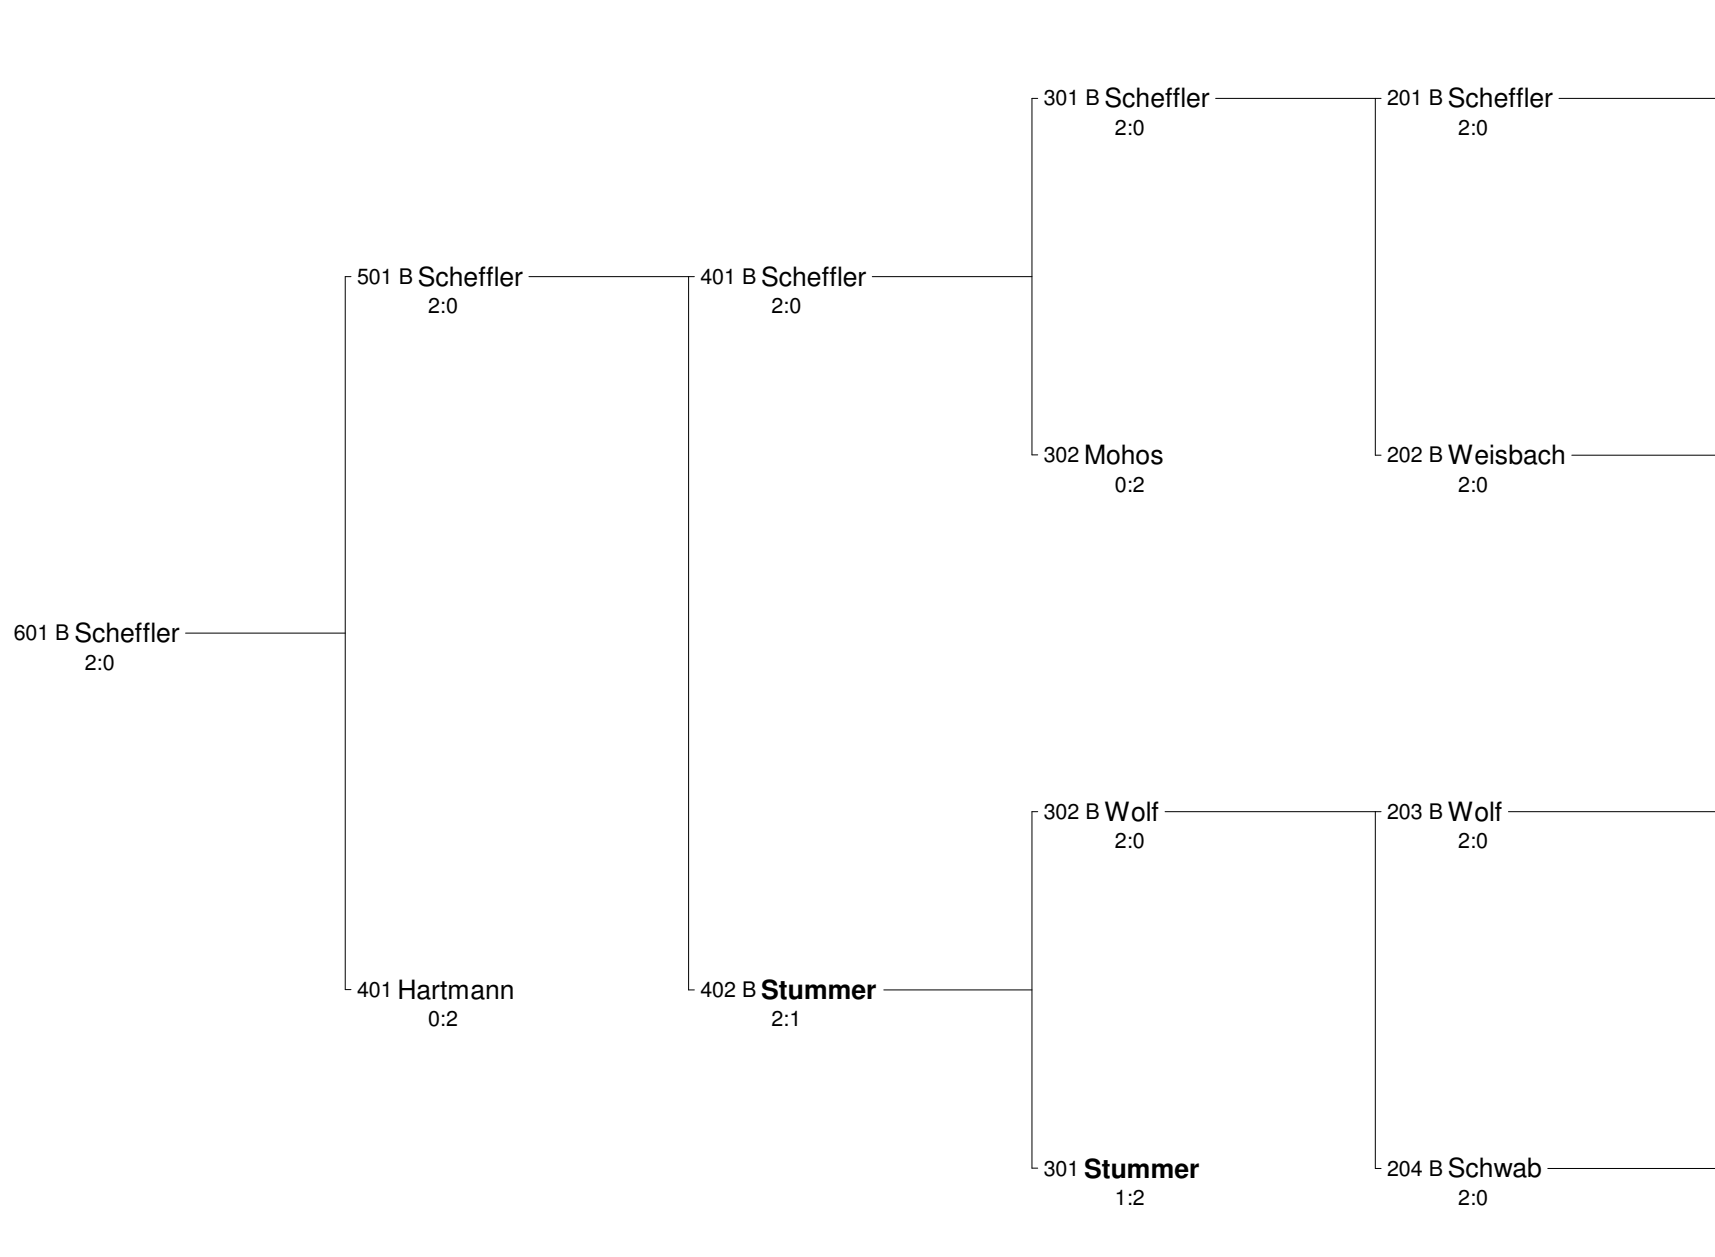 301 B Scheffler
2:0
201 B Scheffler
2:0
501 B Scheffler
2:0
401 B Scheffler
2:0
302 Mohos
0:2
202 B Weisbach
2:0
601 B Scheffler
2:0
302 B Wolf
2:0
203 B Wolf
2:0
401 Hartmann
0:2
402 B Stummer
2:1
301 Stummer
1:2
204 B Schwab
2:0